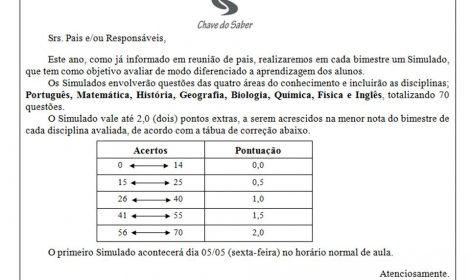 Chave do Saber
Srs. Pais e/ou Responsáveis,
Este ano, como já informado em reunião de pais, realizaremos em cada bimestre um Simulado,
que tem como objetivo avaliar de modo diferenciado a aprendizagem dos alunos.
Os Simulados envolverão questões das quatro áreas do conhecimento e incluirão as disciplinas;
Português, Matemática, História, Geografia, Biologia, Química, Física e Inglês, totalizando 70
questões.
O Simulado vale até 2,0 (dois) pontos extras, a serem acrescidos na menor nota do bimestre de
cada disciplina avaliada, de acordo com a tábua de correção abaixo.
Acertos Pontuação
0 14 0,0
15 25 0,5
26 40 1,0
41 55 1,5
56 70 2,0
O primeiro Simulado acontecerá dia 05/05 (sexta-feira) no horário normal de aula.
Atenciosamente.